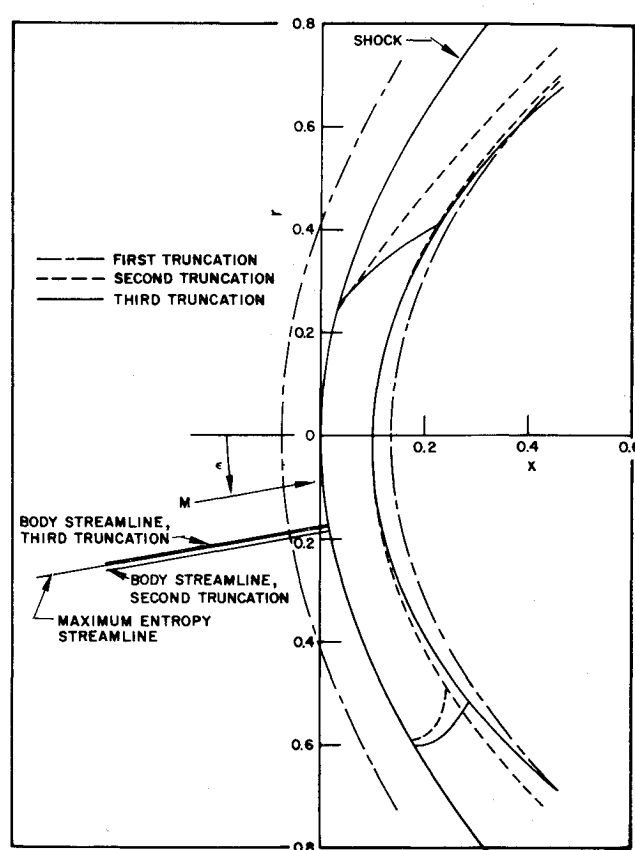 0.8
SHOCK
0.6
r
0.4
FIRST TRUNCATION
SECOND TRUNCATION
THIRD TRUNCATION
0.2
0
0.2
0.4
0.6
x
ϵ
M
BODY STREAMLINE,
THIRD TRUNCATION
0.2
BODY STREAMLINE,
SECOND TRUNCATION
MAXIMUM ENTROPY
STREAMLINE
0.4
0.6
0.8